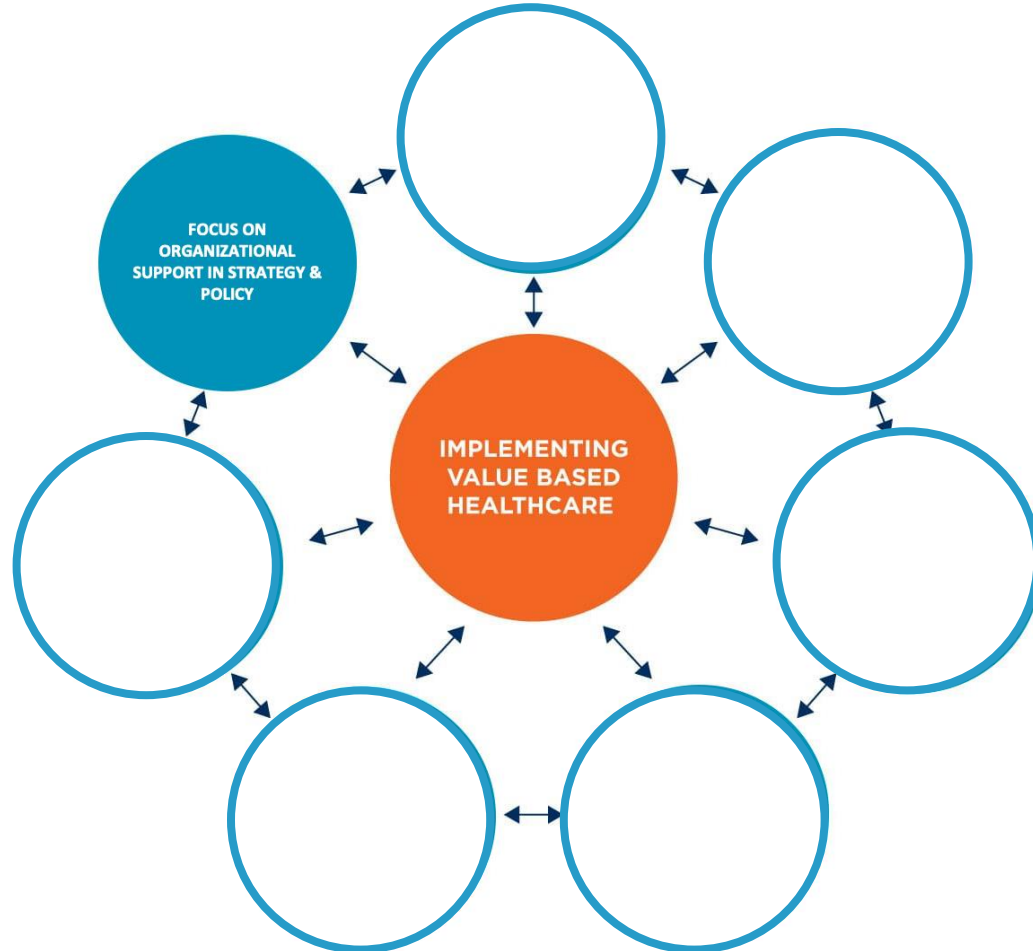 FOCUS ON
ORGANIZATIONAL
SUPPORT IN STRATEGY &
POLICY
IMPLEMENTING
VALUE BASED
HEALTHCARE